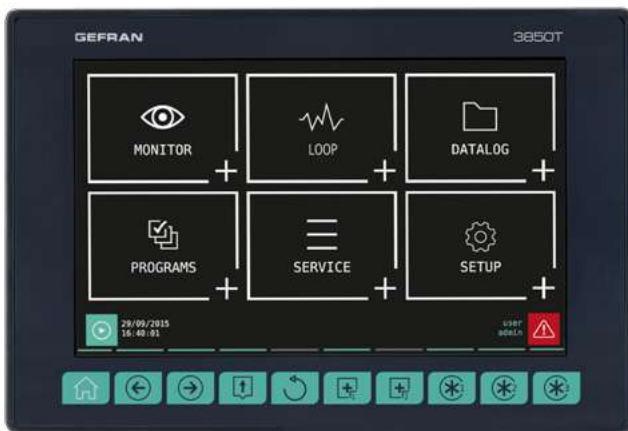 GEFRAN 3850T
MONITOR LOOP DATALOG
PROGRAMS SERVICE SETUP
29/09/2015
16:40:01
user
admin